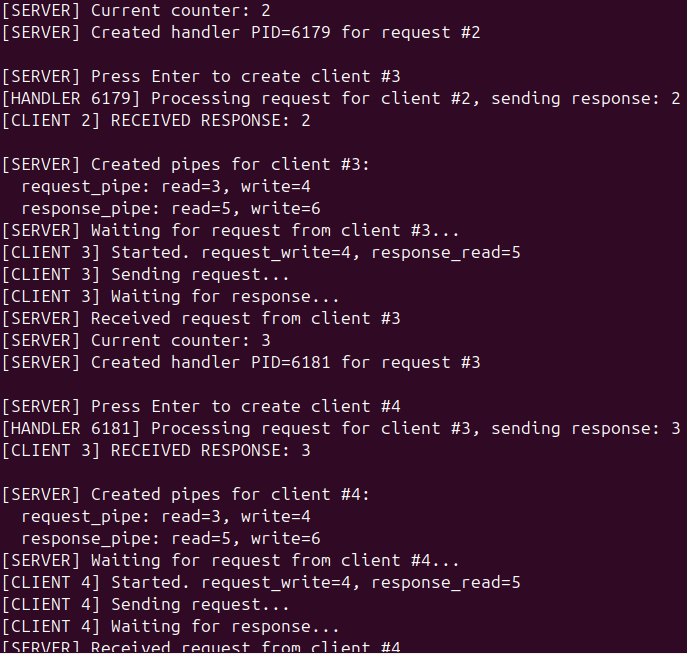 [SERVER] Current counter: 2
[SERVER] Created handler PID=6179 for request #2
[SERVER] Press Enter to create client #3
[HANDLER 6179] Processing request for client #2, sending response: 2
[CLIENT 2] RECEIVED RESPONSE: 2
[SERVER] Created pipes for client #3:
request_pipe: read=3, write=4
response_pipe: read=5, write=6
[SERVER] Waiting for request from client #3...
[CLIENT 3] Started. request_write=4, response_read=5
[CLIENT 3] Sending request...
[CLIENT 3] Waiting for response...
[SERVER] Received request from client #3
[SERVER] Current counter: 3
[SERVER] Created handler PID=6181 for request #3
[SERVER] Press Enter to create client #4
[HANDLER 6181] Processing request for client #3, sending response: 3
[CLIENT 3] RECEIVED RESPONSE: 3
[SERVER] Created pipes for client #4:
request_pipe: read=3, write=4
response_pipe: read=5, write=6
[SERVER] Waiting for request from client #4...
[CLIENT 4] Started. request_write=4, response_read=5
[CLIENT 4] Sending request...
[CLIENT 4] Waiting for response...
[SERVER] Received request from client #4